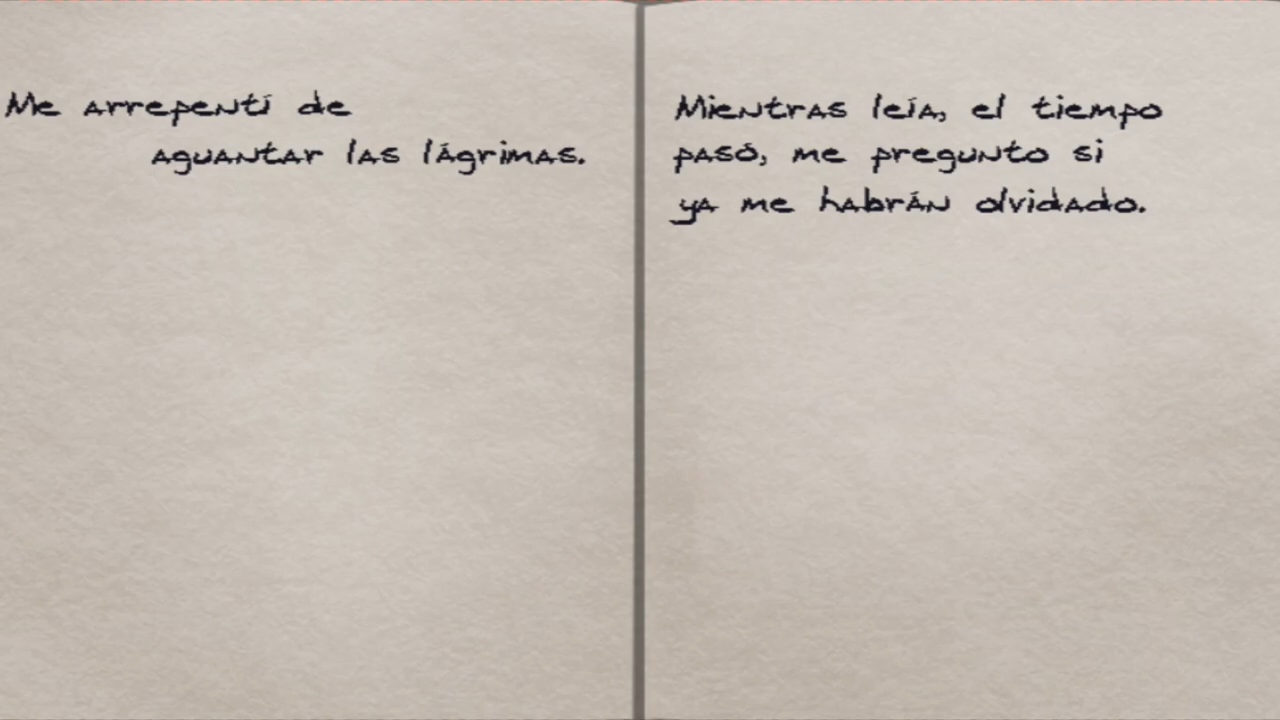 Me arrepentí de
aguantar las lágrimas.
Mientras leía, el tiempo
pasó, me pregunto si
ya me habrán olvidado.